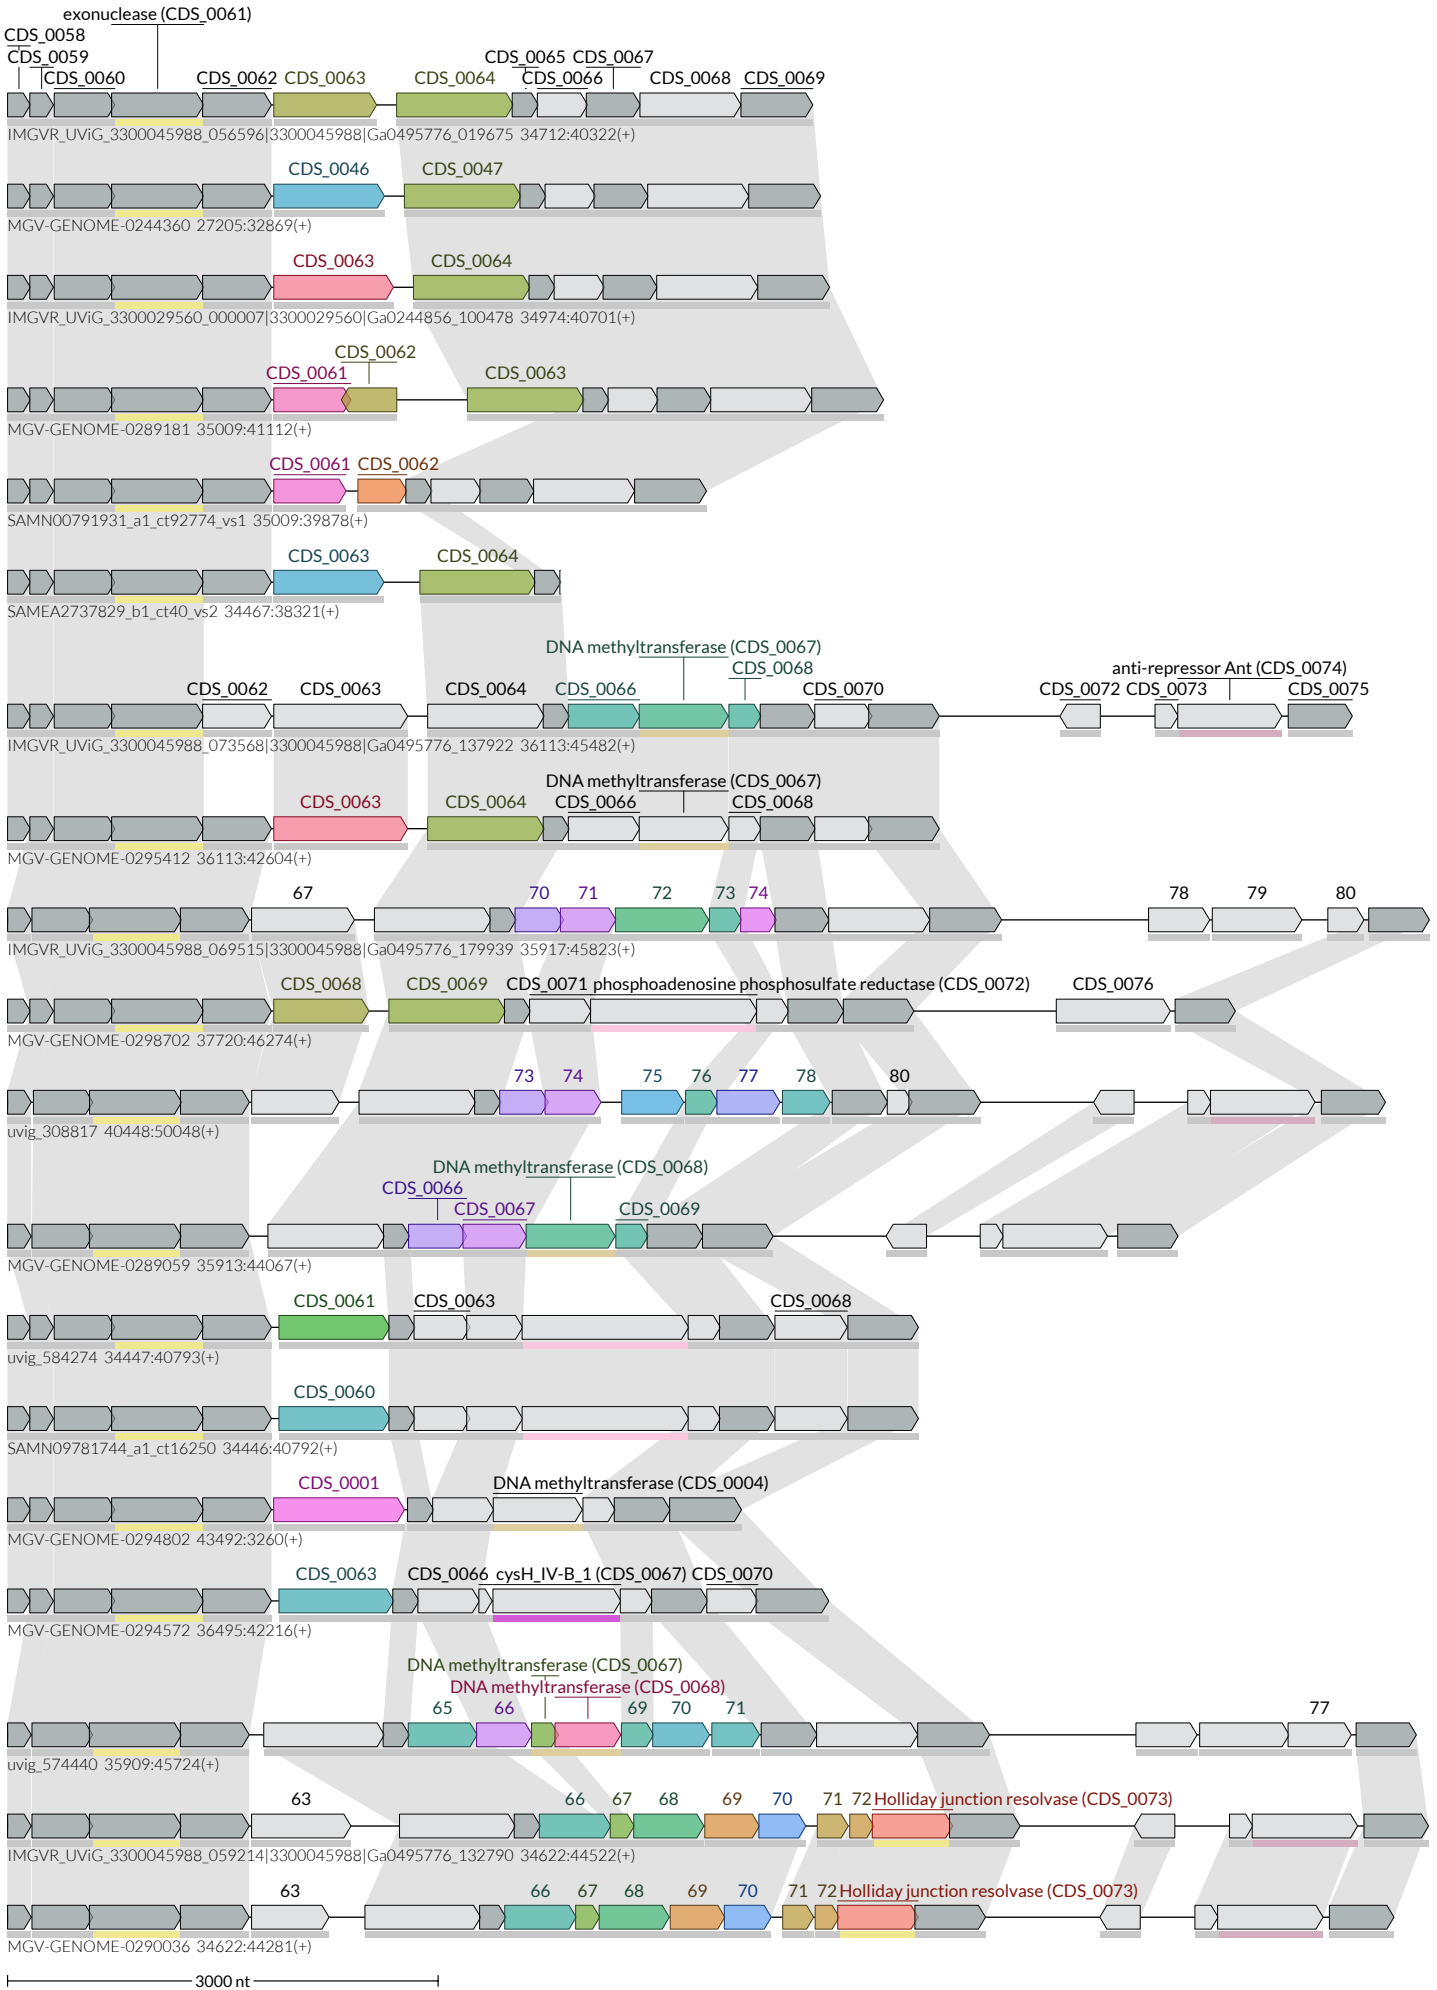 exonuclease (CDS_0061)
CDS_0058
CDS_0059 CDS_0065 CDS_0067
CDS_0060 CDS_0062 CDS_0063 CDS_0064 CDS_0066 CDS_0068 CDS_0069
IMGVR_UViG_3300045988_056596|3300045988|Ga0495776_019675 34712:40322(+)
CDS_0046 CDS_0047
MGV-GENOME-0244360 27205:32869(+)
CDS_0063 CDS_0064
IMGVR_UViG_3300029560_000007|3300029560|Ga0244856_100478 34974:40701(+)
CDS_0062
CDS_0061 CDS_0063
MGV-GENOME-0289181 35009:41112(+)
CDS_0061 CDS_0062
SAMN00791931_a1_ct92774_vs1 35009:39878(+)
CDS_0063 CDS_0064
SAMEA2737829_b1_ct40_vs2 34467:38321(+)
DNA methyltransferase (CDS_0067)
CDS_0068 anti-repressor Ant (CDS_0074)
CDS_0062 CDS_0063 CDS_0064 CDS_0066 CDS_0070 CDS_0072 CDS_0073 CDS_0075
IMGVR_UViG_3300045988_073568|3300045988|Ga0495776_137922 36113:45482(+)
DNA methyltransferase (CDS_0067)
CDS_0063 CDS_0064 CDS_0066 CDS_0068
MGV-GENOME-0295412 36113:42604(+)
67 70 71 72 73 74 78 79 80
IMGVR_UViG_3300045988_069515|3300045988|Ga0495776_179939 35917:45823(+)
CDS_0068 CDS_0069 CDS_0071 phosphoadenosine phosphosulfate reductase (CDS_0072) CDS_0076
MGV-GENOME-0298702 37720:46274(+)
73 74 75 76 77 78 80
uvig_308817 40448:50048(+)
DNA methyltransferase (CDS_0068)
CDS_0066
CDS_0067 CDS_0069
MGV-GENOME-0289059 35913:44067(+)
CDS_0061 CDS_0063 CDS_0068
uvig_584274 34447:40793(+)
CDS_0060
SAMN09781744_a1_ct16250 34446:40792(+)
CDS_0001 DNA methyltransferase (CDS_0004)
MGV-GENOME-0294802 43492:3260(+)
CDS_0063 CDS_0066 cysH_IV-B_1 (CDS_0067) CDS_0070
MGV-GENOME-0294572 36495:42216(+)
DNA methyltransferase (CDS_0067)
DNA methyltransferase (CDS_0068)
65 66 69 70 71 77
uvig_574440 35909:45724(+)
63 66 67 68 69 70 71 72 Holliday junction resolvase (CDS_0073)
IMGVR_UViG_3300045988_059214|3300045988|Ga0495776_132790 34622:44522(+)
63 66 67 68 69 70 71 72 Holliday junction resolvase (CDS_0073)
MGV-GENOME-0290036 34622:44281(+)
3000 nt